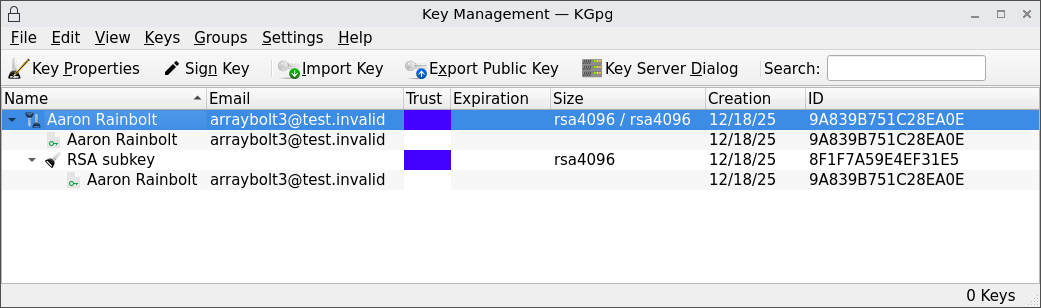 Key Management — KGpg
File Edit View Keys Groups Settings Help
Key Properties Sign Key Import Key Export Public Key Key Server Dialog Search:
Name Email Trust Expiration Size Creation ID
Aaron Rainbolt arraybolt3@test.invalid rsa4096 / rsa4096 12/18/25 9A839B751C28EA0E
Aaron Rainbolt arraybolt3@test.invalid 12/18/25 9A839B751C28EA0E
RSA subkey rsa4096 12/18/25 8F1F7A59E4EF31E5
Aaron Rainbolt arraybolt3@test.invalid 12/18/25 9A839B751C28EA0E
0 Keys